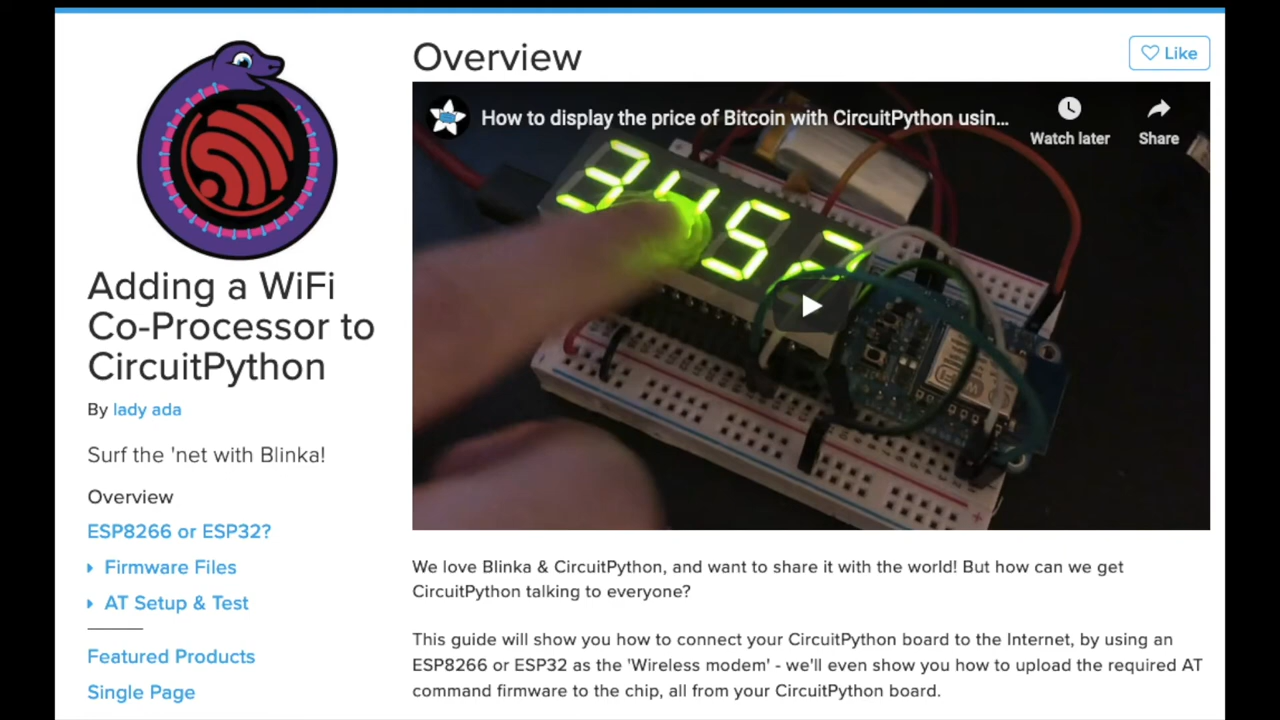 Adding a WiFi
Co-Processor to
CircuitPython
By lady ada
Surf the 'net with Blinka!
Overview
ESP8266 or ESP32?
Firmware Files
AT Setup & Test
Featured Products
Single Page
Overview
Like
How to display the price of Bitcoin with CircuitPython usin...
Watch later
Share
3457
We love Blinka & CircuitPython, and want to share it with the world! But how can we get
CircuitPython talking to everyone?
This guide will show you how to connect your CircuitPython board to the Internet, by using an
ESP8266 or ESP32 as the 'Wireless modem' - we'll even show you how to upload the required AT
command firmware to the chip, all from your CircuitPython board.